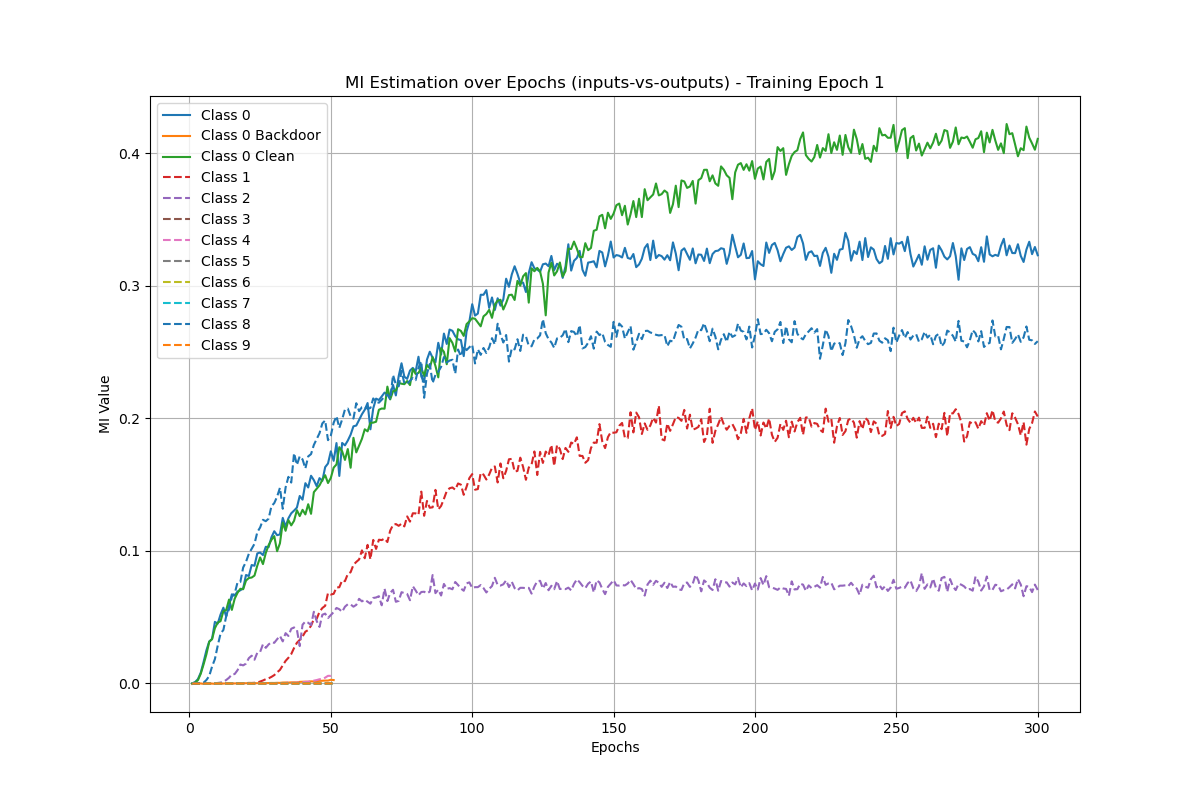 MI Estimation over Epochs (inputs-vs-outputs) - Training Epoch 1
Class 0
Class 0 Backdoor
Class 0 Clean
Class 1
Class 2
Class 3
Class 4
Class 5
Class 6
Class 7
Class 8
Class 9
MI Value
0.4
0.3
0.2
0.1
0.0
0 50 100 150 200 250 300
Epochs